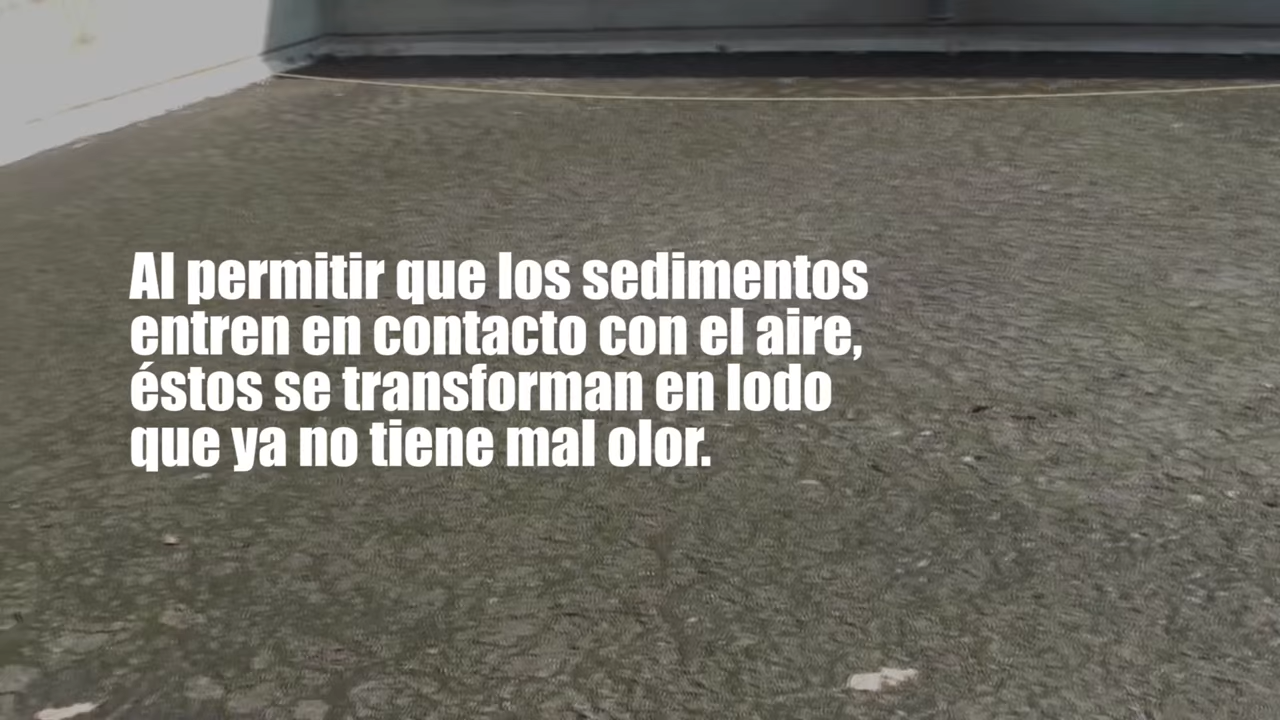 Al permitir que los sedimentos
entren en contacto con el aire,
éstos se transforman en lodo
que ya no tiene mal olor.